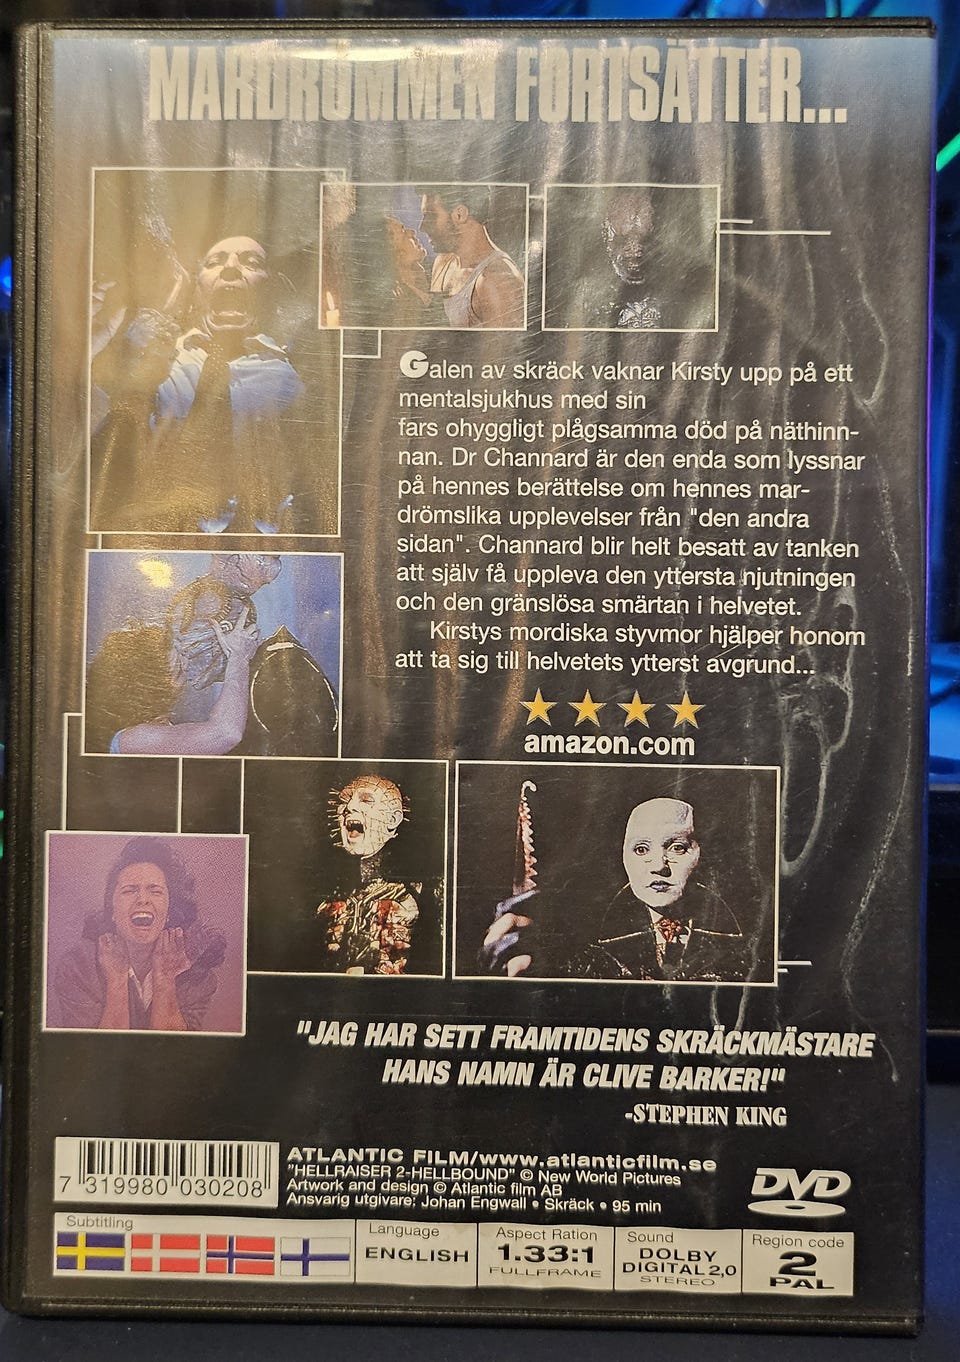 MARDRÖMMEN FORTSÄTTER...
Galen av skräck vaknar Kirsty upp på ett
mentalsjukhus med sin
fars ohyggligt plågsamma död på näthinn-
nan. Dr Channard är den enda som lyssnar
på hennes berättelse om hennes mar-
drömslika upplevelser från "den andra
sidan". Channard blir helt besatt av tanken
att själv få uppleva den yttersta njutningen
och den gränslösa smärtan i helvetet.
Kirstys mordiska styvmor hjälper honom
att ta sig till helvetets ytterst avgrund...
amazon.com
"JAG HAR SETT FRAMTIDENS SKRÄCKMÄSTARE
HANS NAMN ÄR CLIVE BARKER!"
-STEPHEN KING
ATLANTIC FILM/www.atlanticfilm.se
"HELLRAISER 2-HELLBOUND" © New World Pictures
Artwork and design © Atlantic film AB
Ansvarig utgivare: Johan Engwall • Skräck • 95 min
7 319980 030208
DVD
Subtitling
Language
ENGLISH
Aspect Ration
1.33:1
FULLFRAME
Sound
DOLBY
DIGITAL 2,0
STEREO
Region code
2
PAL